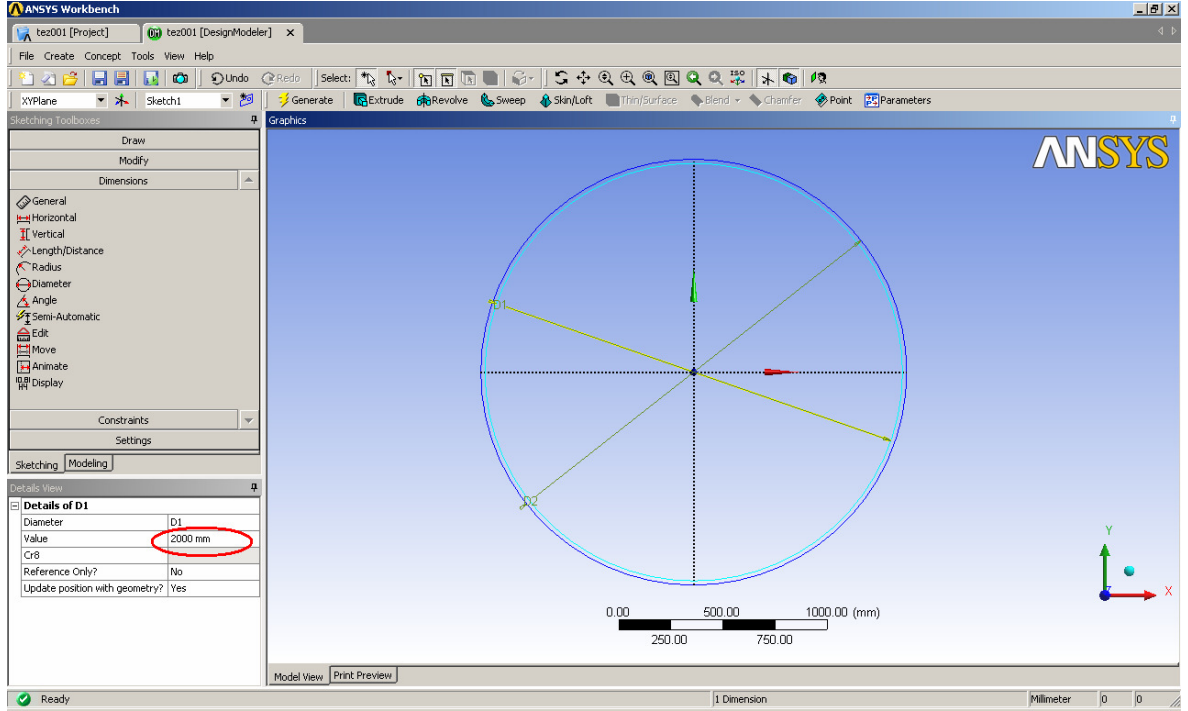 ANSYS Workbench
tez001 [Project] tez001 [DesignModeler]
File Create Concept Tools View Help
Undo Redo Select: ISO
XYPlane Sketch1 Generate Extrude Revolve Sweep Skin/Loft Thin/Surface Blend Chamfer Point Parameters
Sketching Toolboxes
Graphics
Draw
Modify
Dimensions
General
Horizontal
Vertical
Length/Distance
Radius
Diameter
Angle
Semi-Automatic
Edit
Move
Animate
Display
Constraints
Settings
Sketching Modeling
Details View
Details of D1
Diameter D1
Value 2000 mm
Cr8
Reference Only? No
Update position with geometry? Yes
ANSYS
D1
D2
Y
X
0.00 500.00 1000.00 (mm)
250.00 750.00
Model View Print Preview
Ready 1 Dimension Millimeter 0 0